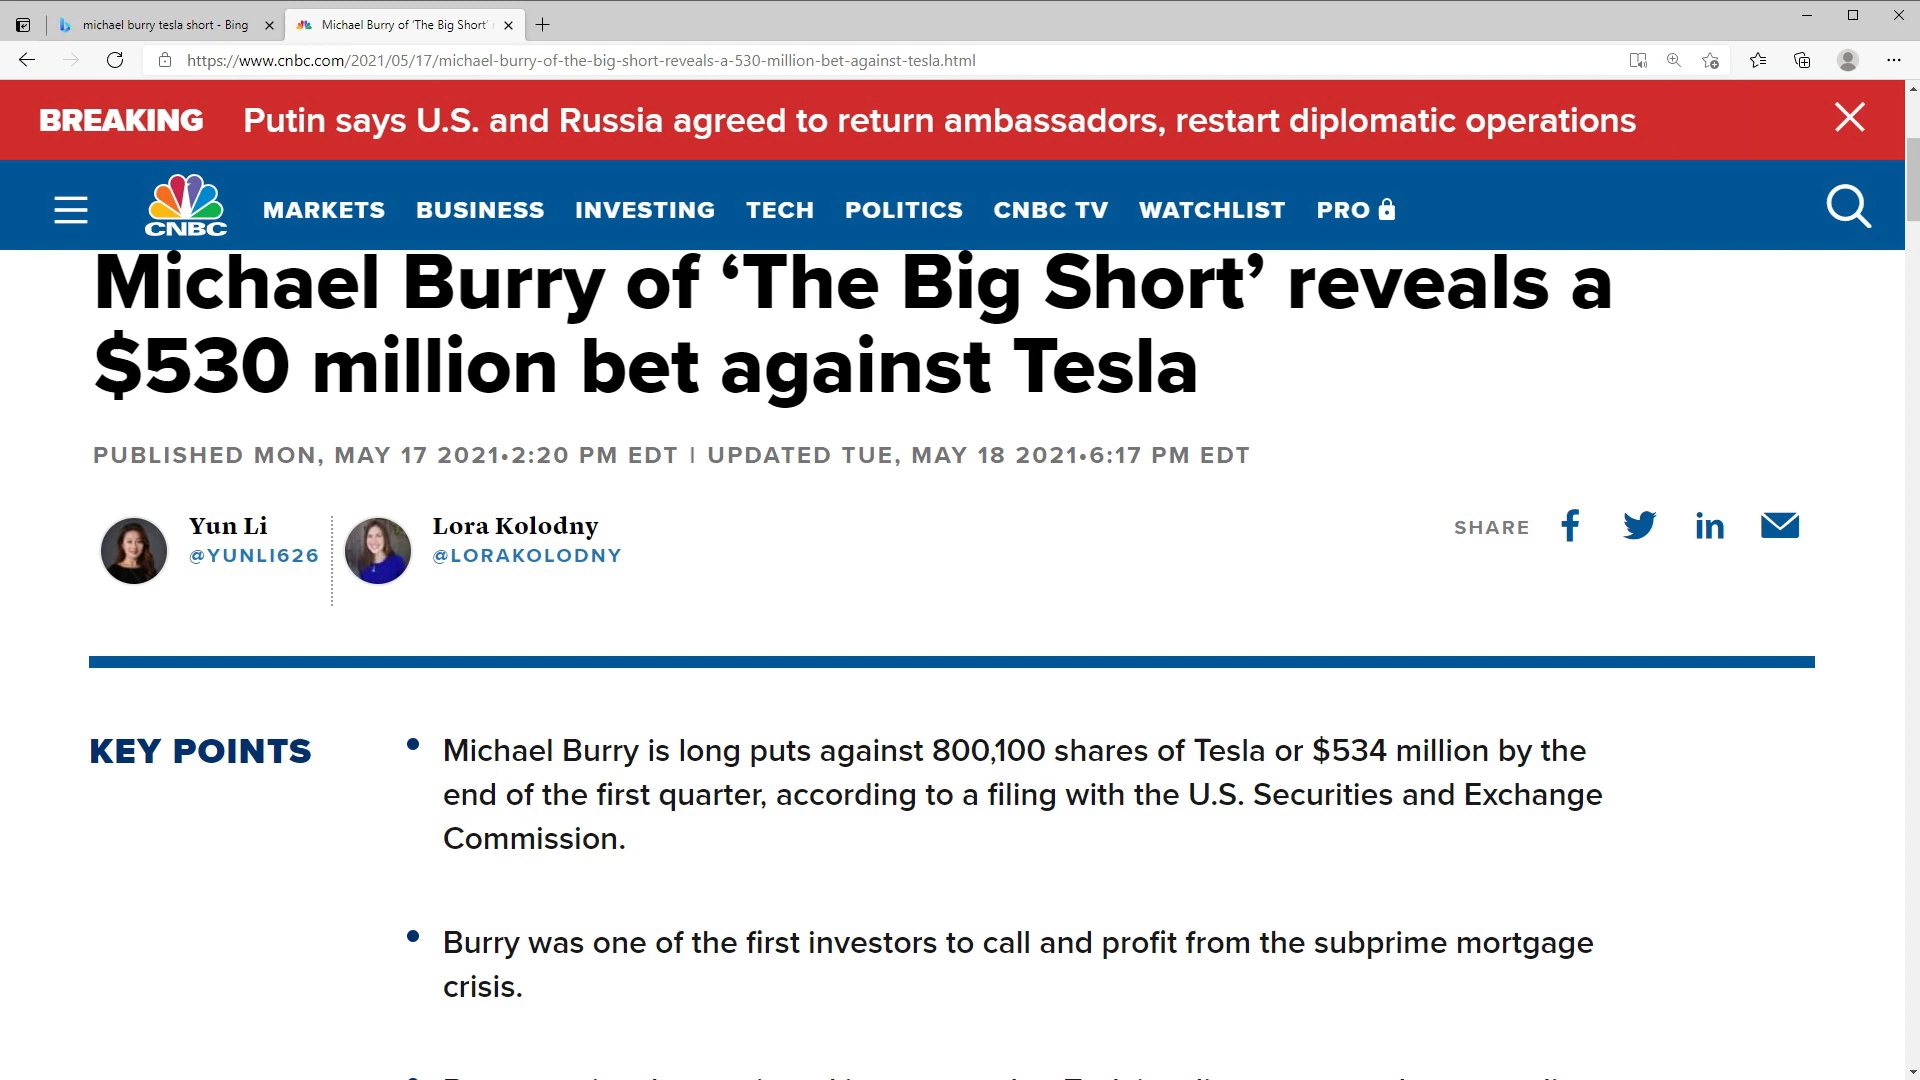 michael burry tesla short - Bing
Michael Burry of 'The Big Short'
https://www.cnbc.com/2021/05/17/michael-burry-of-the-big-short-reveals-a-530-million-bet-against-tesla.html
BREAKING Putin says U.S. and Russia agreed to return ambassadors, restart diplomatic operations
CNBC MARKETS BUSINESS INVESTING TECH POLITICS CNBC TV WATCHLIST PRO
Michael Burry of ‘The Big Short’ reveals a
$530 million bet against Tesla
PUBLISHED MON, MAY 17 2021•2:20 PM EDT | UPDATED TUE, MAY 18 2021•6:17 PM EDT
Yun Li
@YUNLI626
Lora Kolodny
@LORAKOLODNY
SHARE
KEY POINTS
Michael Burry is long puts against 800,100 shares of Tesla or $534 million by the
end of the first quarter, according to a filing with the U.S. Securities and Exchange
Commission.
Burry was one of the first investors to call and profit from the subprime mortgage
crisis.